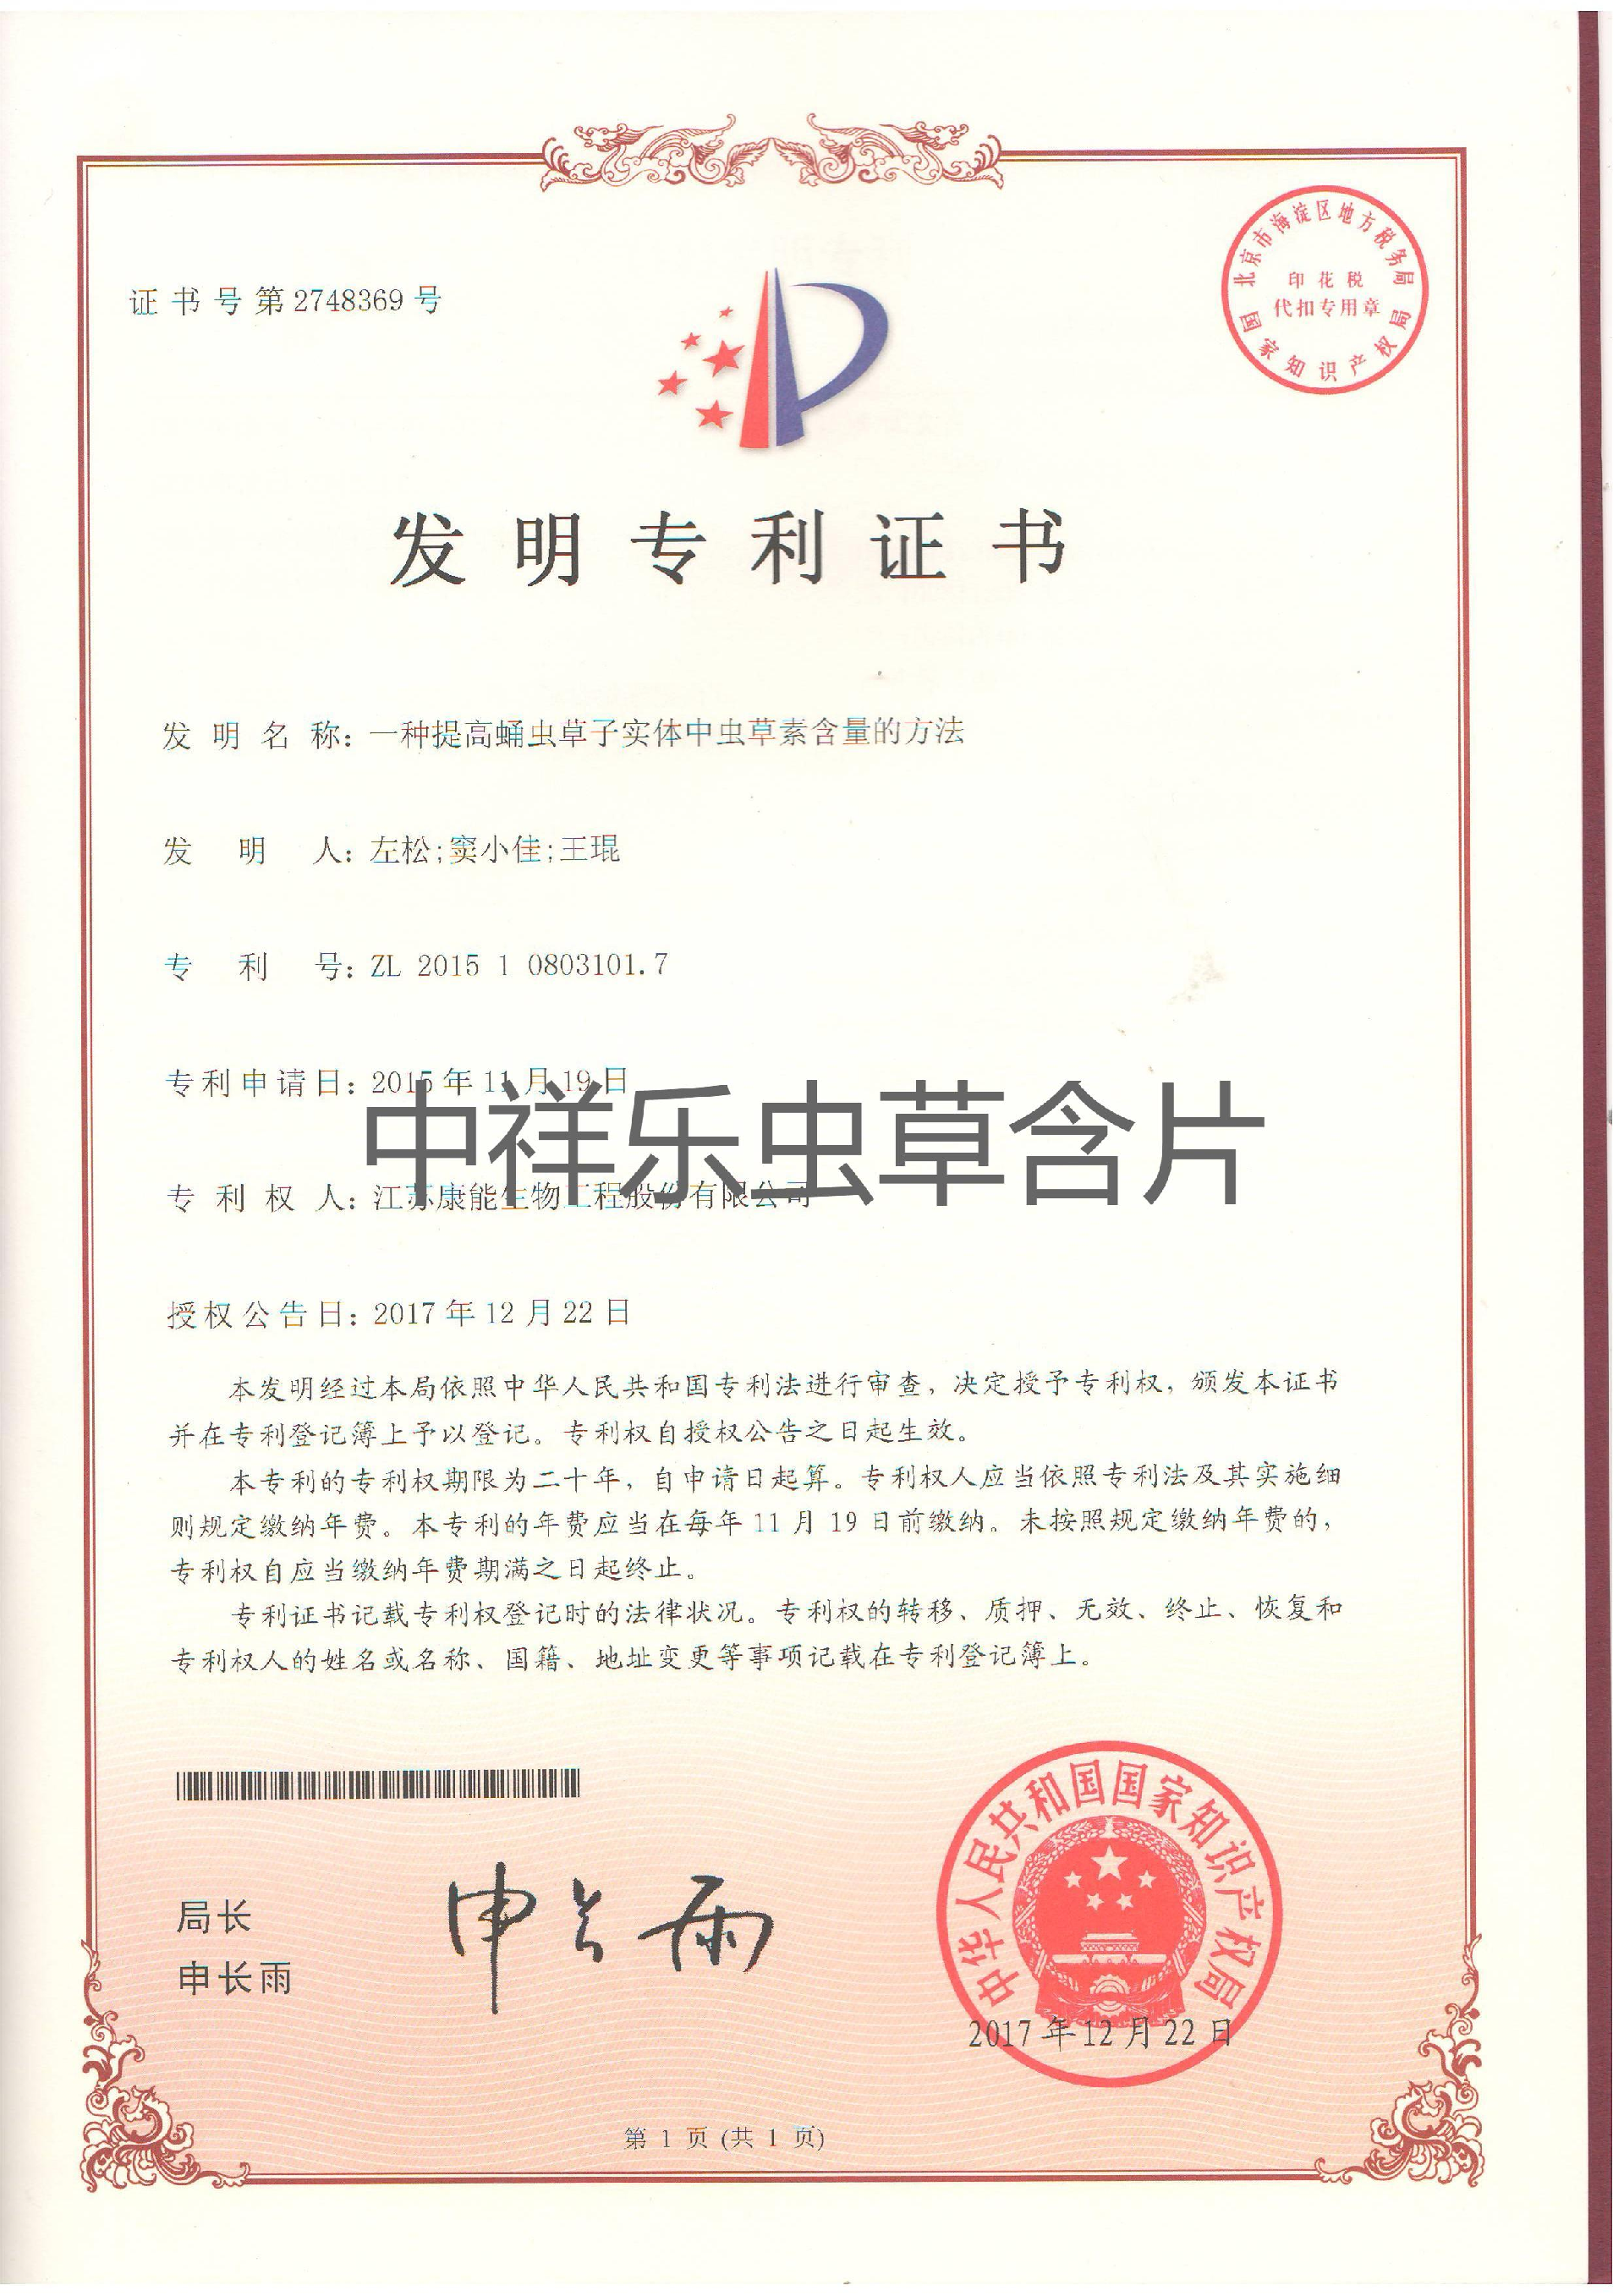 证书号第2748369号
北京市海淀区地方税务局
印花税
代扣专用章
国家知识产权局
发明专利证书
发明名称：一种提高蛹虫草子实体中虫草素含量的方法
发明人：左松;窦小佳;王琨
专利号：ZL 2015 1 0803101.7
专利申请日：2015年11月19日
中祥乐虫草含片
专利权人：江苏康能生物工程股份有限公司
授权公告日：2017年12月22日
本发明经过本局依照中华人民共和国专利法进行审查，决定授予专利权，颁发本证书
并在专利登记簿上予以登记。专利权自授权公告之日起生效。
本专利的专利权期限为二十年，自申请日起算。专利权人应当依照专利法及其实施细
则规定缴纳年费。本专利的年费应当在每年11月19日前缴纳。未按照规定缴纳年费的，
专利权自应当缴纳年费期满之日起终止。
专利证书记载专利权登记时的法律状况。专利权的转移、质押、无效、终止、恢复和
专利权人的姓名或名称、国籍、地址变更等事项记载在专利登记簿上。
局长
申长雨
申长雨
中华人民共和国国家知识产权局
2017年12月22日
第1页(共1页)